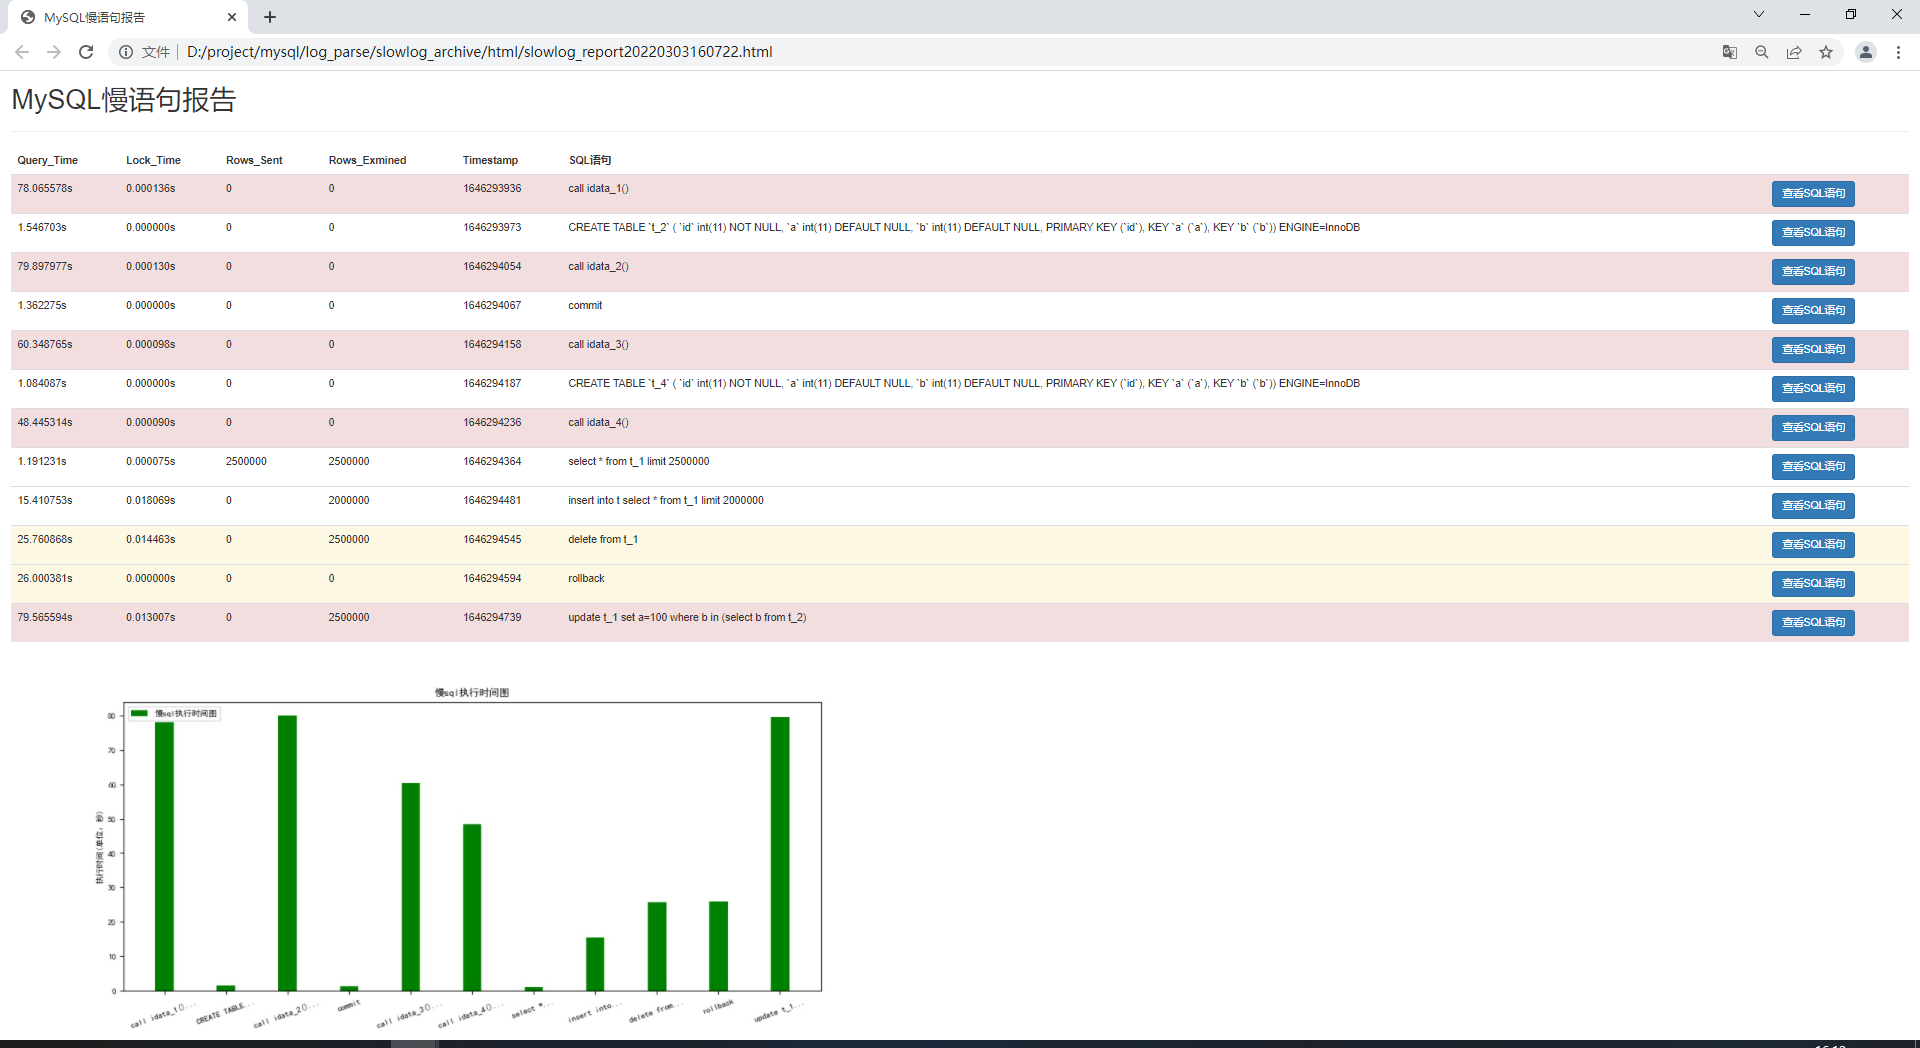 MySQL慢语句报告
文件 D:/project/mysql/log_parse/slowlog_archive/html/slowlog_report20220303160722.html
MySQL慢语句报告
Query_Time Lock_Time Rows_Sent Rows_Exmined Timestamp SQL语句
78.065578s 0.000136s 0 0 1646293936 call idata_1() 查看SQL语句
1.546703s 0.000000s 0 0 1646293973 CREATE TABLE `t_2` ( `id` int(11) NOT NULL, `a` int(11) DEFAULT NULL, `b` int(11) DEFAULT NULL, PRIMARY KEY (`id`), KEY `a` (`a`), KEY `b` (`b`)) ENGINE=InnoDB 查看SQL语句
79.897977s 0.000130s 0 0 1646294054 call idata_2() 查看SQL语句
1.362275s 0.000000s 0 0 1646294067 commit 查看SQL语句
60.348765s 0.000098s 0 0 1646294158 call idata_3() 查看SQL语句
1.084087s 0.000000s 0 0 1646294187 CREATE TABLE `t_4` ( `id` int(11) NOT NULL, `a` int(11) DEFAULT NULL, `b` int(11) DEFAULT NULL, PRIMARY KEY (`id`), KEY `a` (`a`), KEY `b` (`b`)) ENGINE=InnoDB 查看SQL语句
48.445314s 0.000090s 0 0 1646294236 call idata_4() 查看SQL语句
1.191231s 0.000075s 2500000 2500000 1646294364 select * from t_1 limit 2500000 查看SQL语句
15.410753s 0.018069s 0 2000000 1646294481 insert into t select * from t_1 limit 2000000 查看SQL语句
25.760868s 0.014463s 0 2500000 1646294545 delete from t_1 查看SQL语句
26.000381s 0.000000s 0 0 1646294594 rollback 查看SQL语句
79.565594s 0.013007s 0 2500000 1646294739 update t_1 set a=100 where b in (select b from t_2) 查看SQL语句
慢sql执行时间图
慢sql执行时间图
执行时间(单位：秒)
80
70
60
50
40
30
20
10
0
call idata_1()... CREATE TABLE... call idata_2()... commit call idata_3()... call idata_4()... select *... insert into... delete from... rollback update t_1...